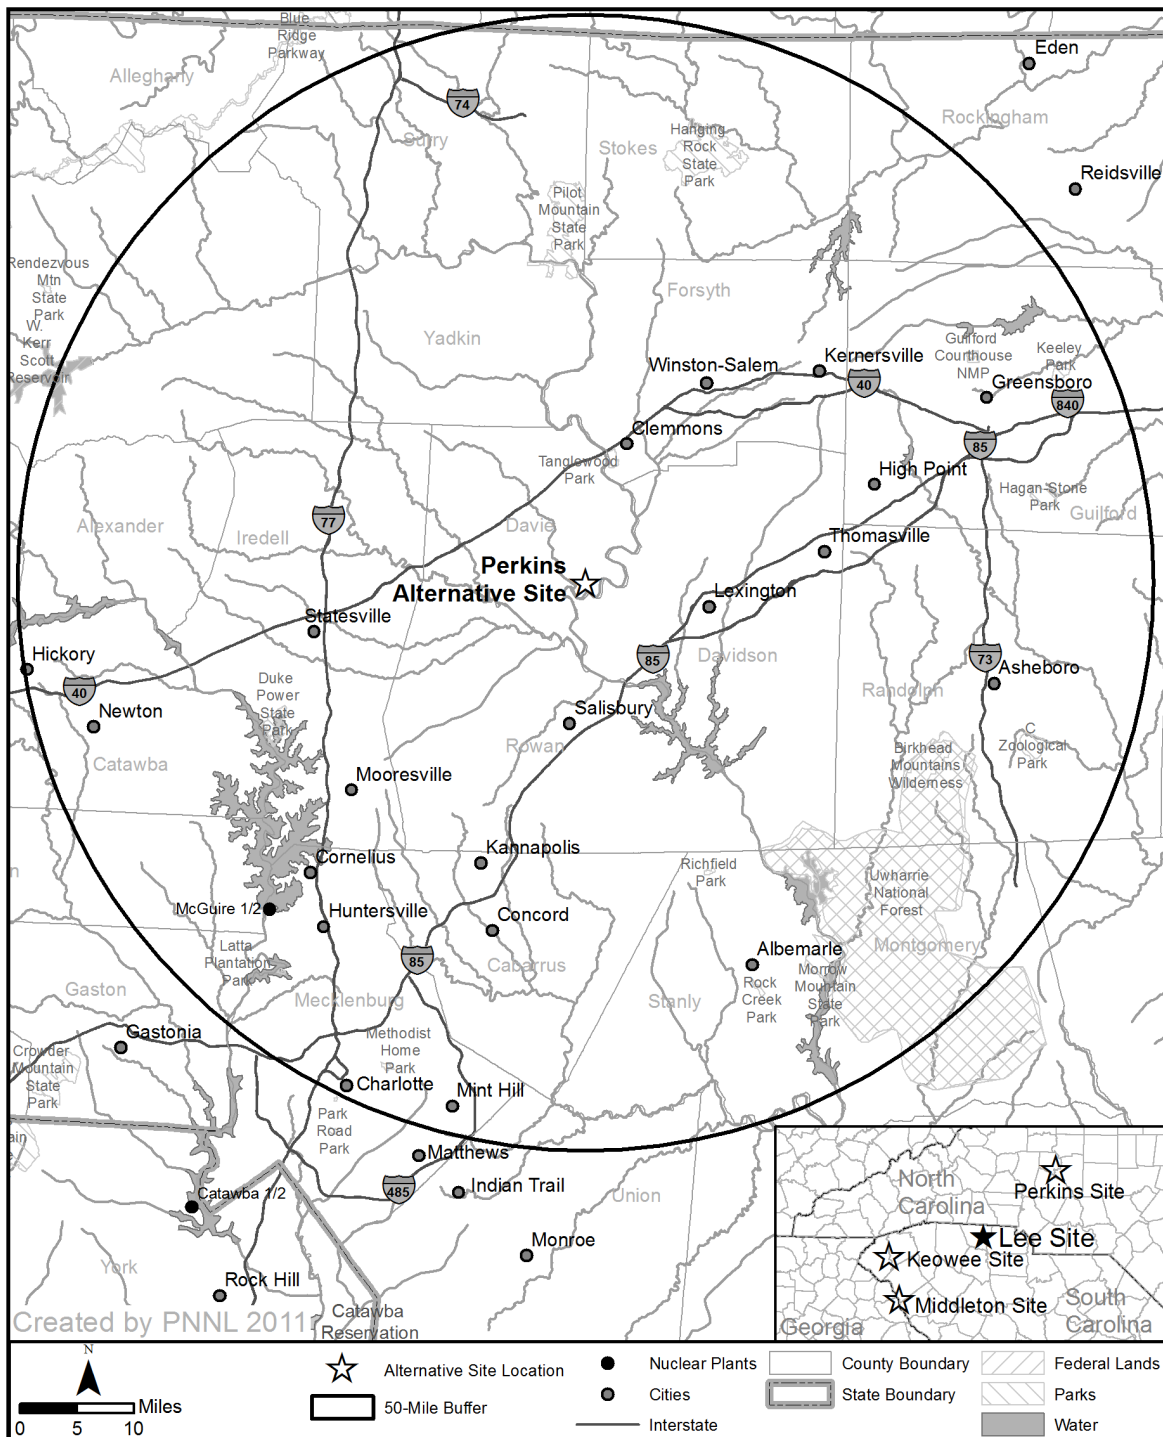 Blue
Ridge
Parkway
Eden
Alleghany
74
Rockingham
Surry
Stokes
Hanging
Rock
State
Park
Reidsville
Pilot
Mountain
State
Park
Rendezvous
Mtn
State
Park
W.
Kerr
Scott
Reservoir
Forsyth
Yadkin
Winston-Salem
Kernersville
Guilford
Courthouse
NMP
Keeley
Park
40
Greensboro
840
Clemmons
85
Tanglewood
Park
High Point
Hagan-Stone
Park
Guilford
Alexander
77
Iredell
Davie
Thomasville
Perkins
Alternative Site
Lexington
Statesville
Hickory
85
Davidson
73
Asheboro
40
Duke
Power
State
Park
Randolph
Newton
Salisbury
Rowan
Catawba
C
Zoological
Park
Birkhead
Mountains
Wilderness
Mooresville
Kannapolis
Cornelius
Richfield
Park
Uwharrie
National
Forest
n
McGuire 1/2
Huntersville
Concord
Latta
Plantation
Park
85
Cabarrus
Albemarle
Montgomery
Gaston
Mecklenburg
Stanly
Rock
Creek
Park
Morrow
Mountain
State
Park
Gastonia
Methodist
Home
Park
Crowder
Mountain
State
Park
Charlotte
Mint Hill
Park
Road
Park
ain
e
Matthews
485
Indian Trail
Catawba 1/2
Union
Monroe
York
Rock Hill
Catawba
Reservation
Created by PNNL 2011
North
Carolina
Perkins Site
Lee Site
Keowee Site
Middleton Site
South
Carolina
Georgia
N
Miles
0 5 10
Alternative Site Location
50-Mile Buffer
Nuclear Plants
Cities
Interstate
County Boundary
State Boundary
Federal Lands
Parks
Water